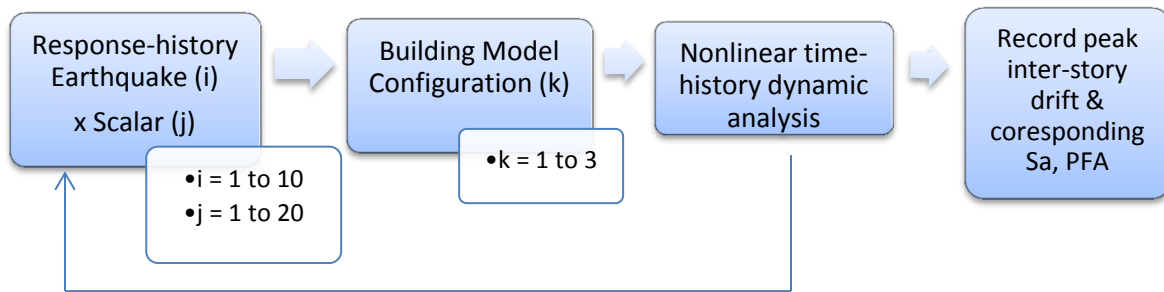 Response-history
Earthquake (i)
x Scalar (j)
•i = 1 to 10
•j = 1 to 20
Building Model
Configuration (k)
•k = 1 to 3
Nonlinear time-
history dynamic
analysis
Record peak
inter-story
drift &
coresponding
Sa, PFA